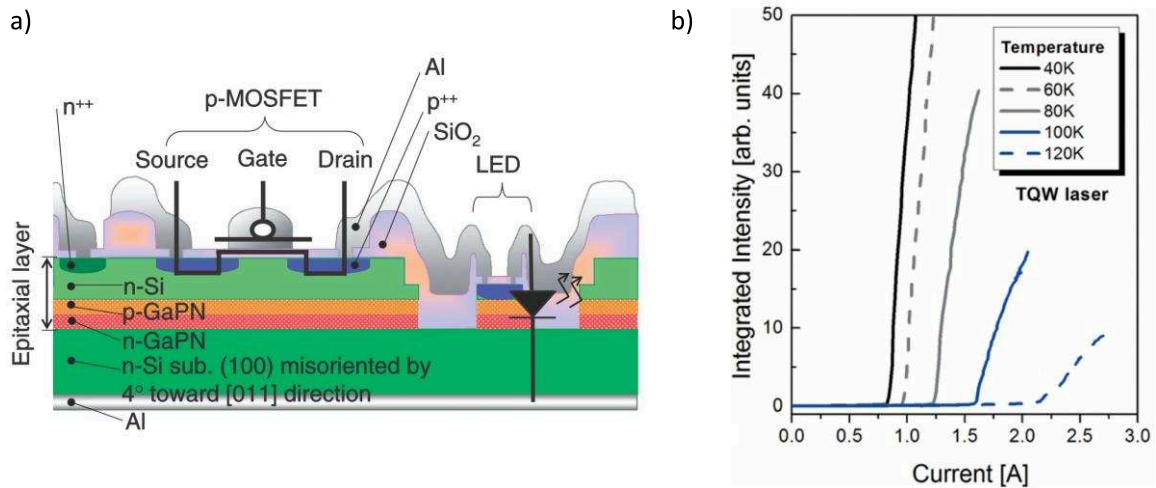 a)
n++
p-MOSFET
Al
p++
SiO2
Source Gate Drain
LED
Epitaxial layer
n-Si
p-GaPN
n-GaPN
n-Si sub. (100) misoriented by
4° toward [011] direction
Al
b)
Integrated Intensity [arb. units]
50
40
30
20
10
0
0.0 0.5 1.0 1.5 2.0 2.5 3.0
Current [A]
Temperature
40K
60K
80K
100K
120K
TQW laser